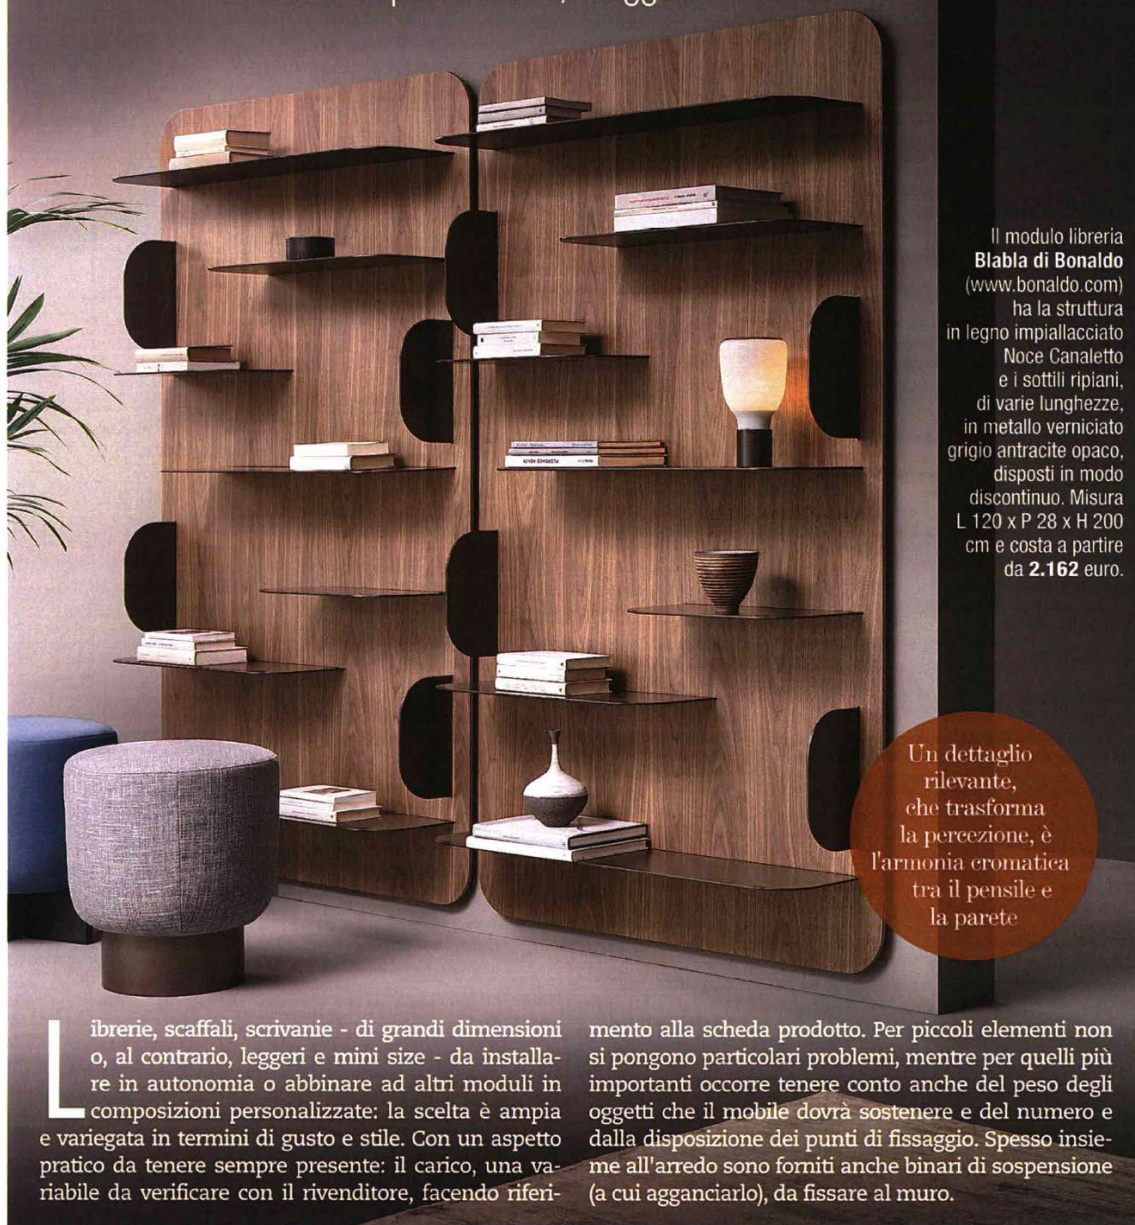 Il modulo libreria
Blabla di Bonaldo
(www.bonaldo.com)
ha la struttura
in legno impiallacciato
Noce Canaletto
e i sottili ripiani,
di varie lunghezze,
in metallo verniciato
grigio antracite opaco,
disposti in modo
discontinuo. Misura
L 120 x P 28 x H 200
cm e costa a partire
da 2.162 euro.
Un dettaglio
rilevante,
che trasforma
la percezione, è
l'armonia cromatica
tra il pensile e
la parete
Librerie, scaffali, scrivanie - di grandi dimensioni
o, al contrario, leggeri e mini size - da installa-
re in autonomia o abbinare ad altri moduli in
composizioni personalizzate: la scelta è ampia
e variegata in termini di gusto e stile. Con un aspetto
pratico da tenere sempre presente: il carico, una va-
riabile da verificare con il rivenditore, facendo riferi-
mento alla scheda prodotto. Per piccoli elementi non
si pongono particolari problemi, mentre per quelli più
importanti occorre tenere conto anche del peso degli
oggetti che il mobile dovrà sostenere e del numero e
dalla disposizione dei punti di fissaggio. Spesso insie-
me all'arredo sono forniti anche binari di sospensione
(a cui agganciarlo), da fissare al muro.